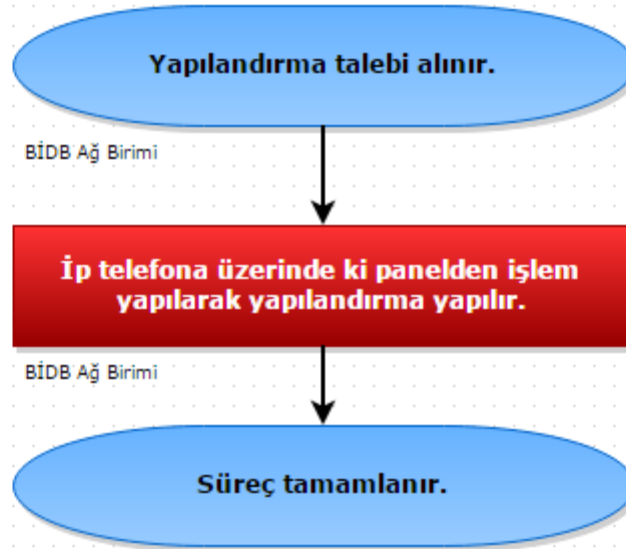 Yapılandırma talebi alınır.
BİDB Ağ Birimi
İp telefona üzerinde ki panelden işlem
yapılarak yapılandırma yapılır.
BİDB Ağ Birimi
Süreç tamamlanır.